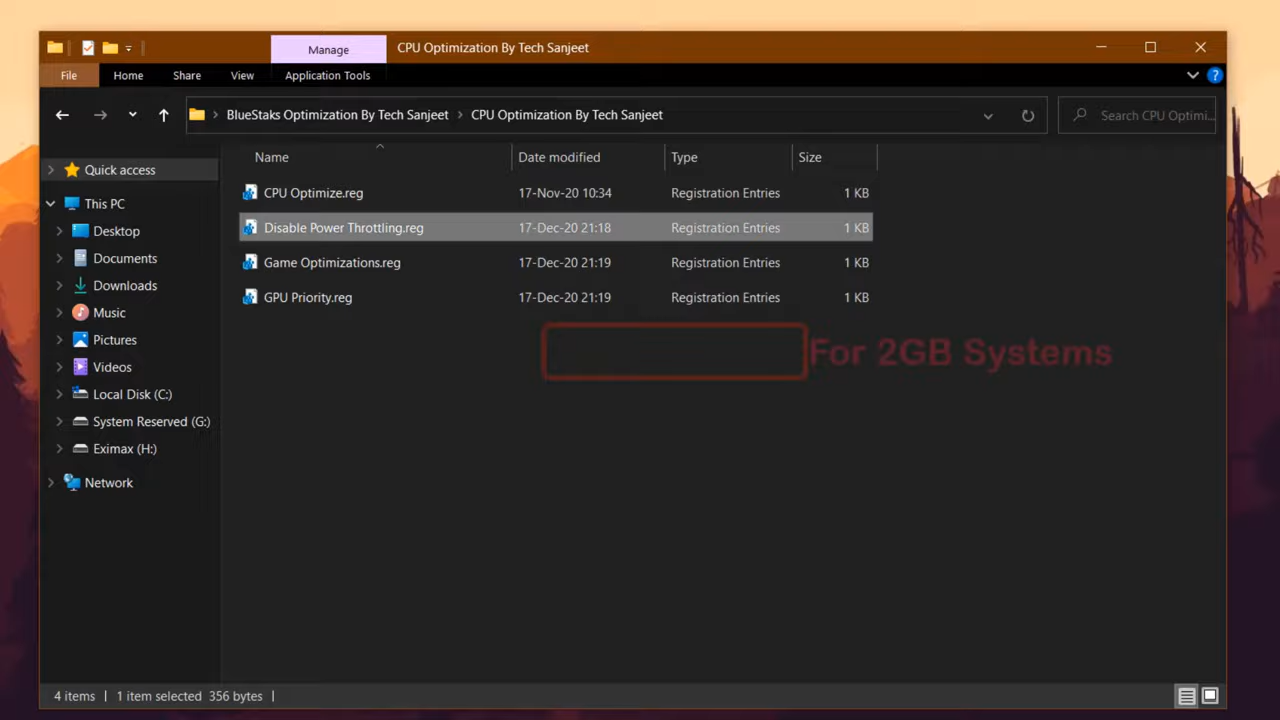 Manage
CPU Optimization By Tech Sanjeet
File
Home
Share
View
Application Tools
?
BlueStaks Optimization By Tech Sanjeet
CPU Optimization By Tech Sanjeet
Search CPU Optimi...
Quick access
This PC
Desktop
Documents
Downloads
Music
Pictures
Videos
Local Disk (C:)
System Reserved (G:)
Eximax (H:)
Network
Name Date modified Type Size
CPU Optimize.reg 17-Nov-20 10:34 Registration Entries 1 KB
Disable Power Throttling.reg 17-Dec-20 21:18 Registration Entries 1 KB
Game Optimizations.reg 17-Dec-20 21:19 Registration Entries 1 KB
GPU Priority.reg 17-Dec-20 21:19 Registration Entries 1 KB
For 2GB Systems
4 items 1 item selected 356 bytes